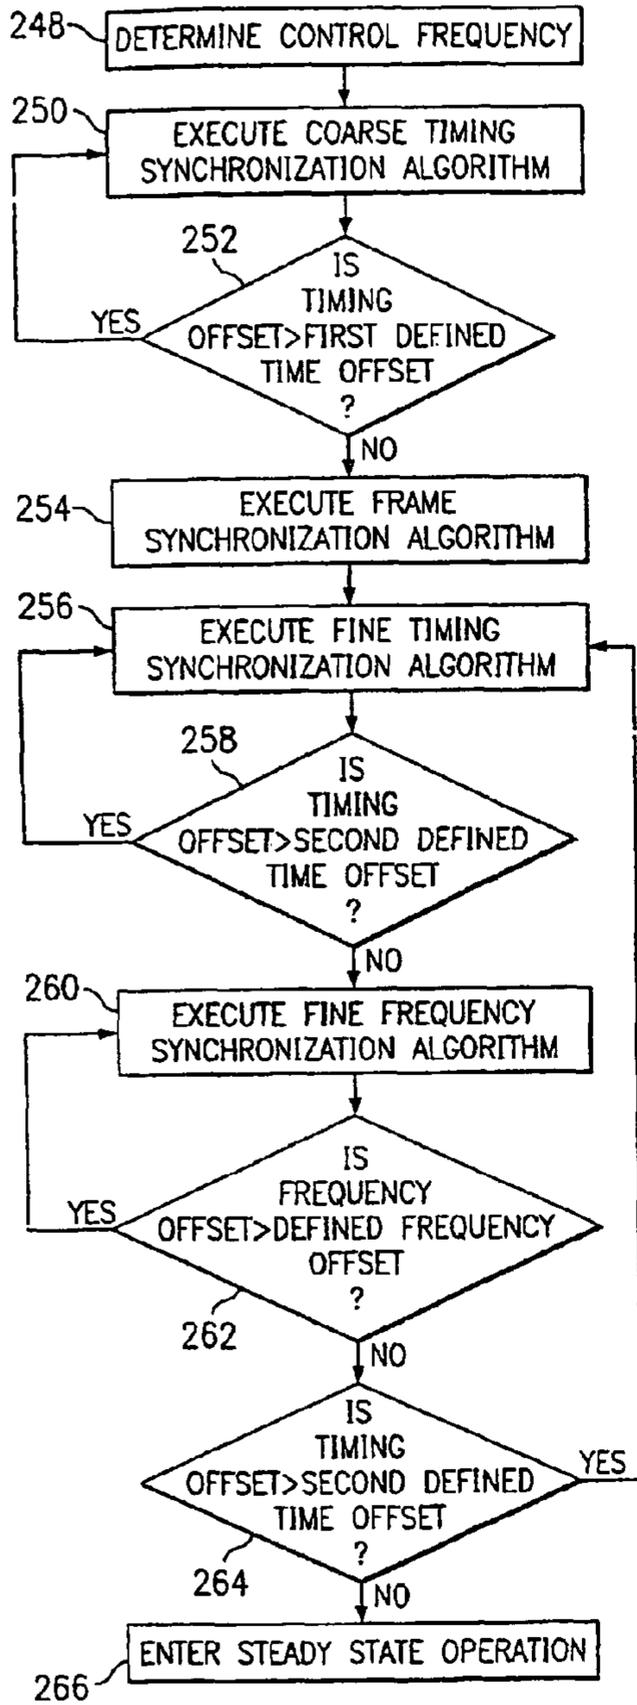 248
DETERMINE CONTROL FREQUENCY
250
EXECUTE COARSE TIMING
SYNCHRONIZATION ALGORITHM
252
IS
TIMING
OFFSET>FIRST DEFINED
TIME OFFSET
?
YES
NO
254
EXECUTE FRAME
SYNCHRONIZATION ALGORITHM
256
EXECUTE FINE TIMING
SYNCHRONIZATION ALGORITHM
258
IS
TIMING
OFFSET>SECOND DEFINED
TIME OFFSET
?
YES
NO
260
EXECUTE FINE FREQUENCY
SYNCHRONIZATION ALGORITHM
IS
FREQUENCY
OFFSET>DEFINED FREQUENCY
OFFSET
?
YES
262
NO
IS
TIMING
OFFSET>SECOND DEFINED
TIME OFFSET
?
YES
264
NO
ENTER STEADY STATE OPERATION
266